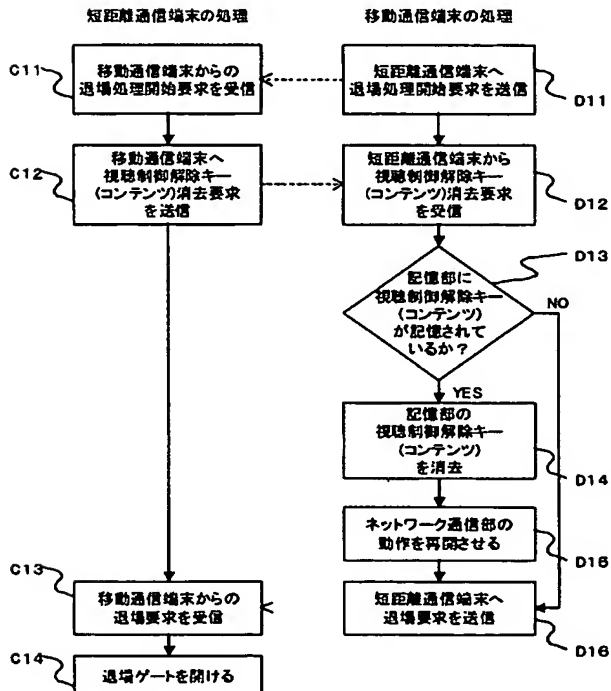 短距離通信端末の処理
移動通信端末の処理
C11
移動通信端末からの
退場処理開始要求を受信
短距離通信端末へ
退場処理開始要求を送信
D11
C12
移動通信端末へ
視聴制御解除キー
(コンテンツ)消去要求
を送信
短距離通信端末から
視聴制御解除キー
(コンテンツ)消去要求
を受信
D12
D13
記憶部に
視聴制御解除キー
(コンテンツ)
が記憶されて
いるか?
NO
YES
記憶部の
視聴制御解除キー
(コンテンツ)
を消去
D14
ネットワーク通信部の
動作を再開させる
D15
C13
移動通信端末からの
退場要求を受信
短距離通信端末へ
退場要求を送信
D16
C14
退場ゲートを開ける